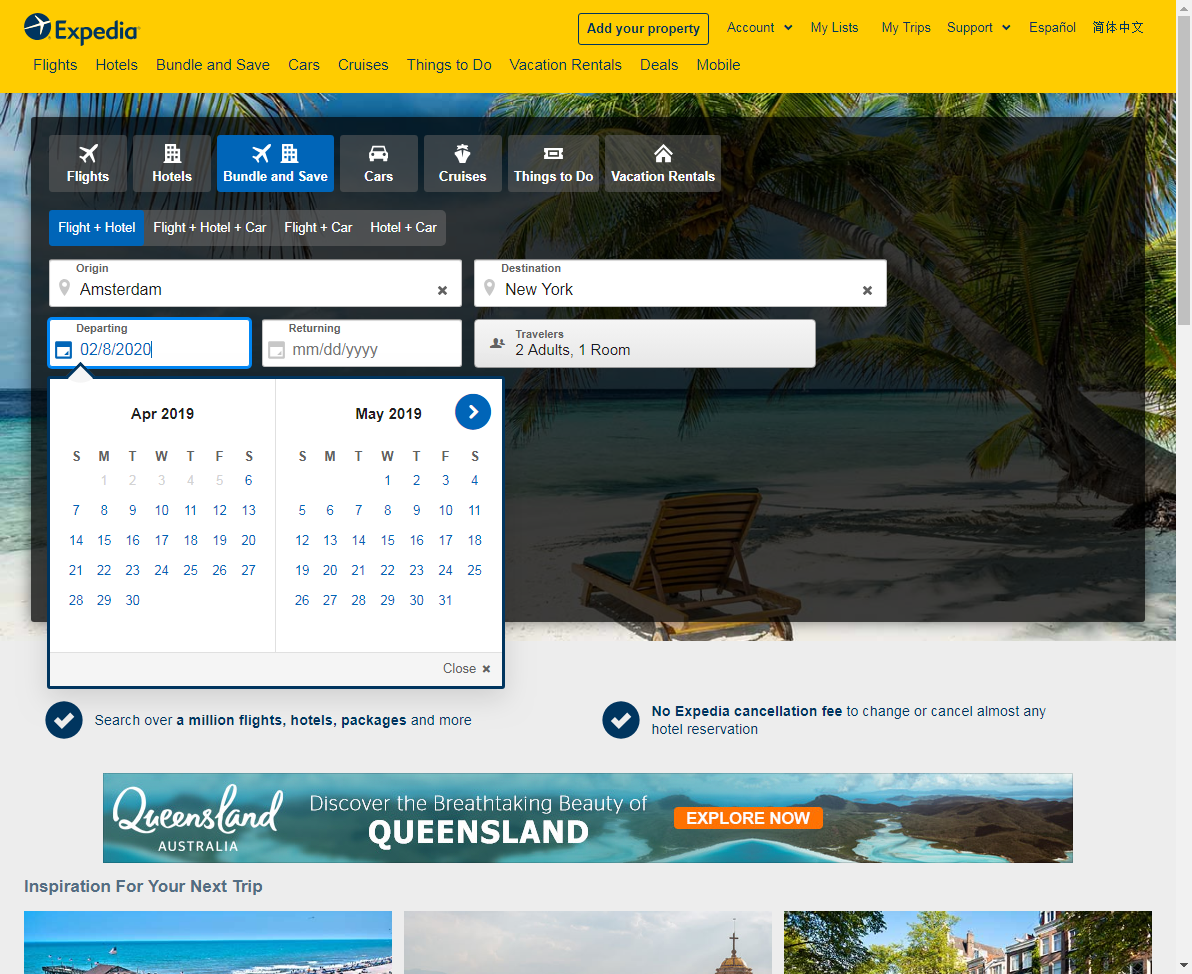 Expedia
Add your property
Account
My Lists
My Trips
Support
Español
简体中文
Flights
Hotels
Bundle and Save
Cars
Cruises
Things to Do
Vacation Rentals
Deals
Mobile
Flights
Hotels
Bundle and Save
Cars
Cruises
Things to Do
Vacation Rentals
Flight + Hotel
Flight + Hotel + Car
Flight + Car
Hotel + Car
Origin
Amsterdam
Destination
New York
Departing
02/8/2020
Returning
mm/dd/yyyy
Travelers
2 Adults, 1 Room
Apr 2019
S M T W T F S
1 2 3 4 5 6
7 8 9 10 11 12 13
14 15 16 17 18 19 20
21 22 23 24 25 26 27
28 29 30
May 2019
S M T W T F S
1 2 3 4
5 6 7 8 9 10 11
12 13 14 15 16 17 18
19 20 21 22 23 24 25
26 27 28 29 30 31
Close
Search over a million flights, hotels, packages and more
No Expedia cancellation fee to change or cancel almost any
hotel reservation
Queensland
AUSTRALIA
Discover the Breathtaking Beauty of
QUEENSLAND
EXPLORE NOW
Inspiration For Your Next Trip